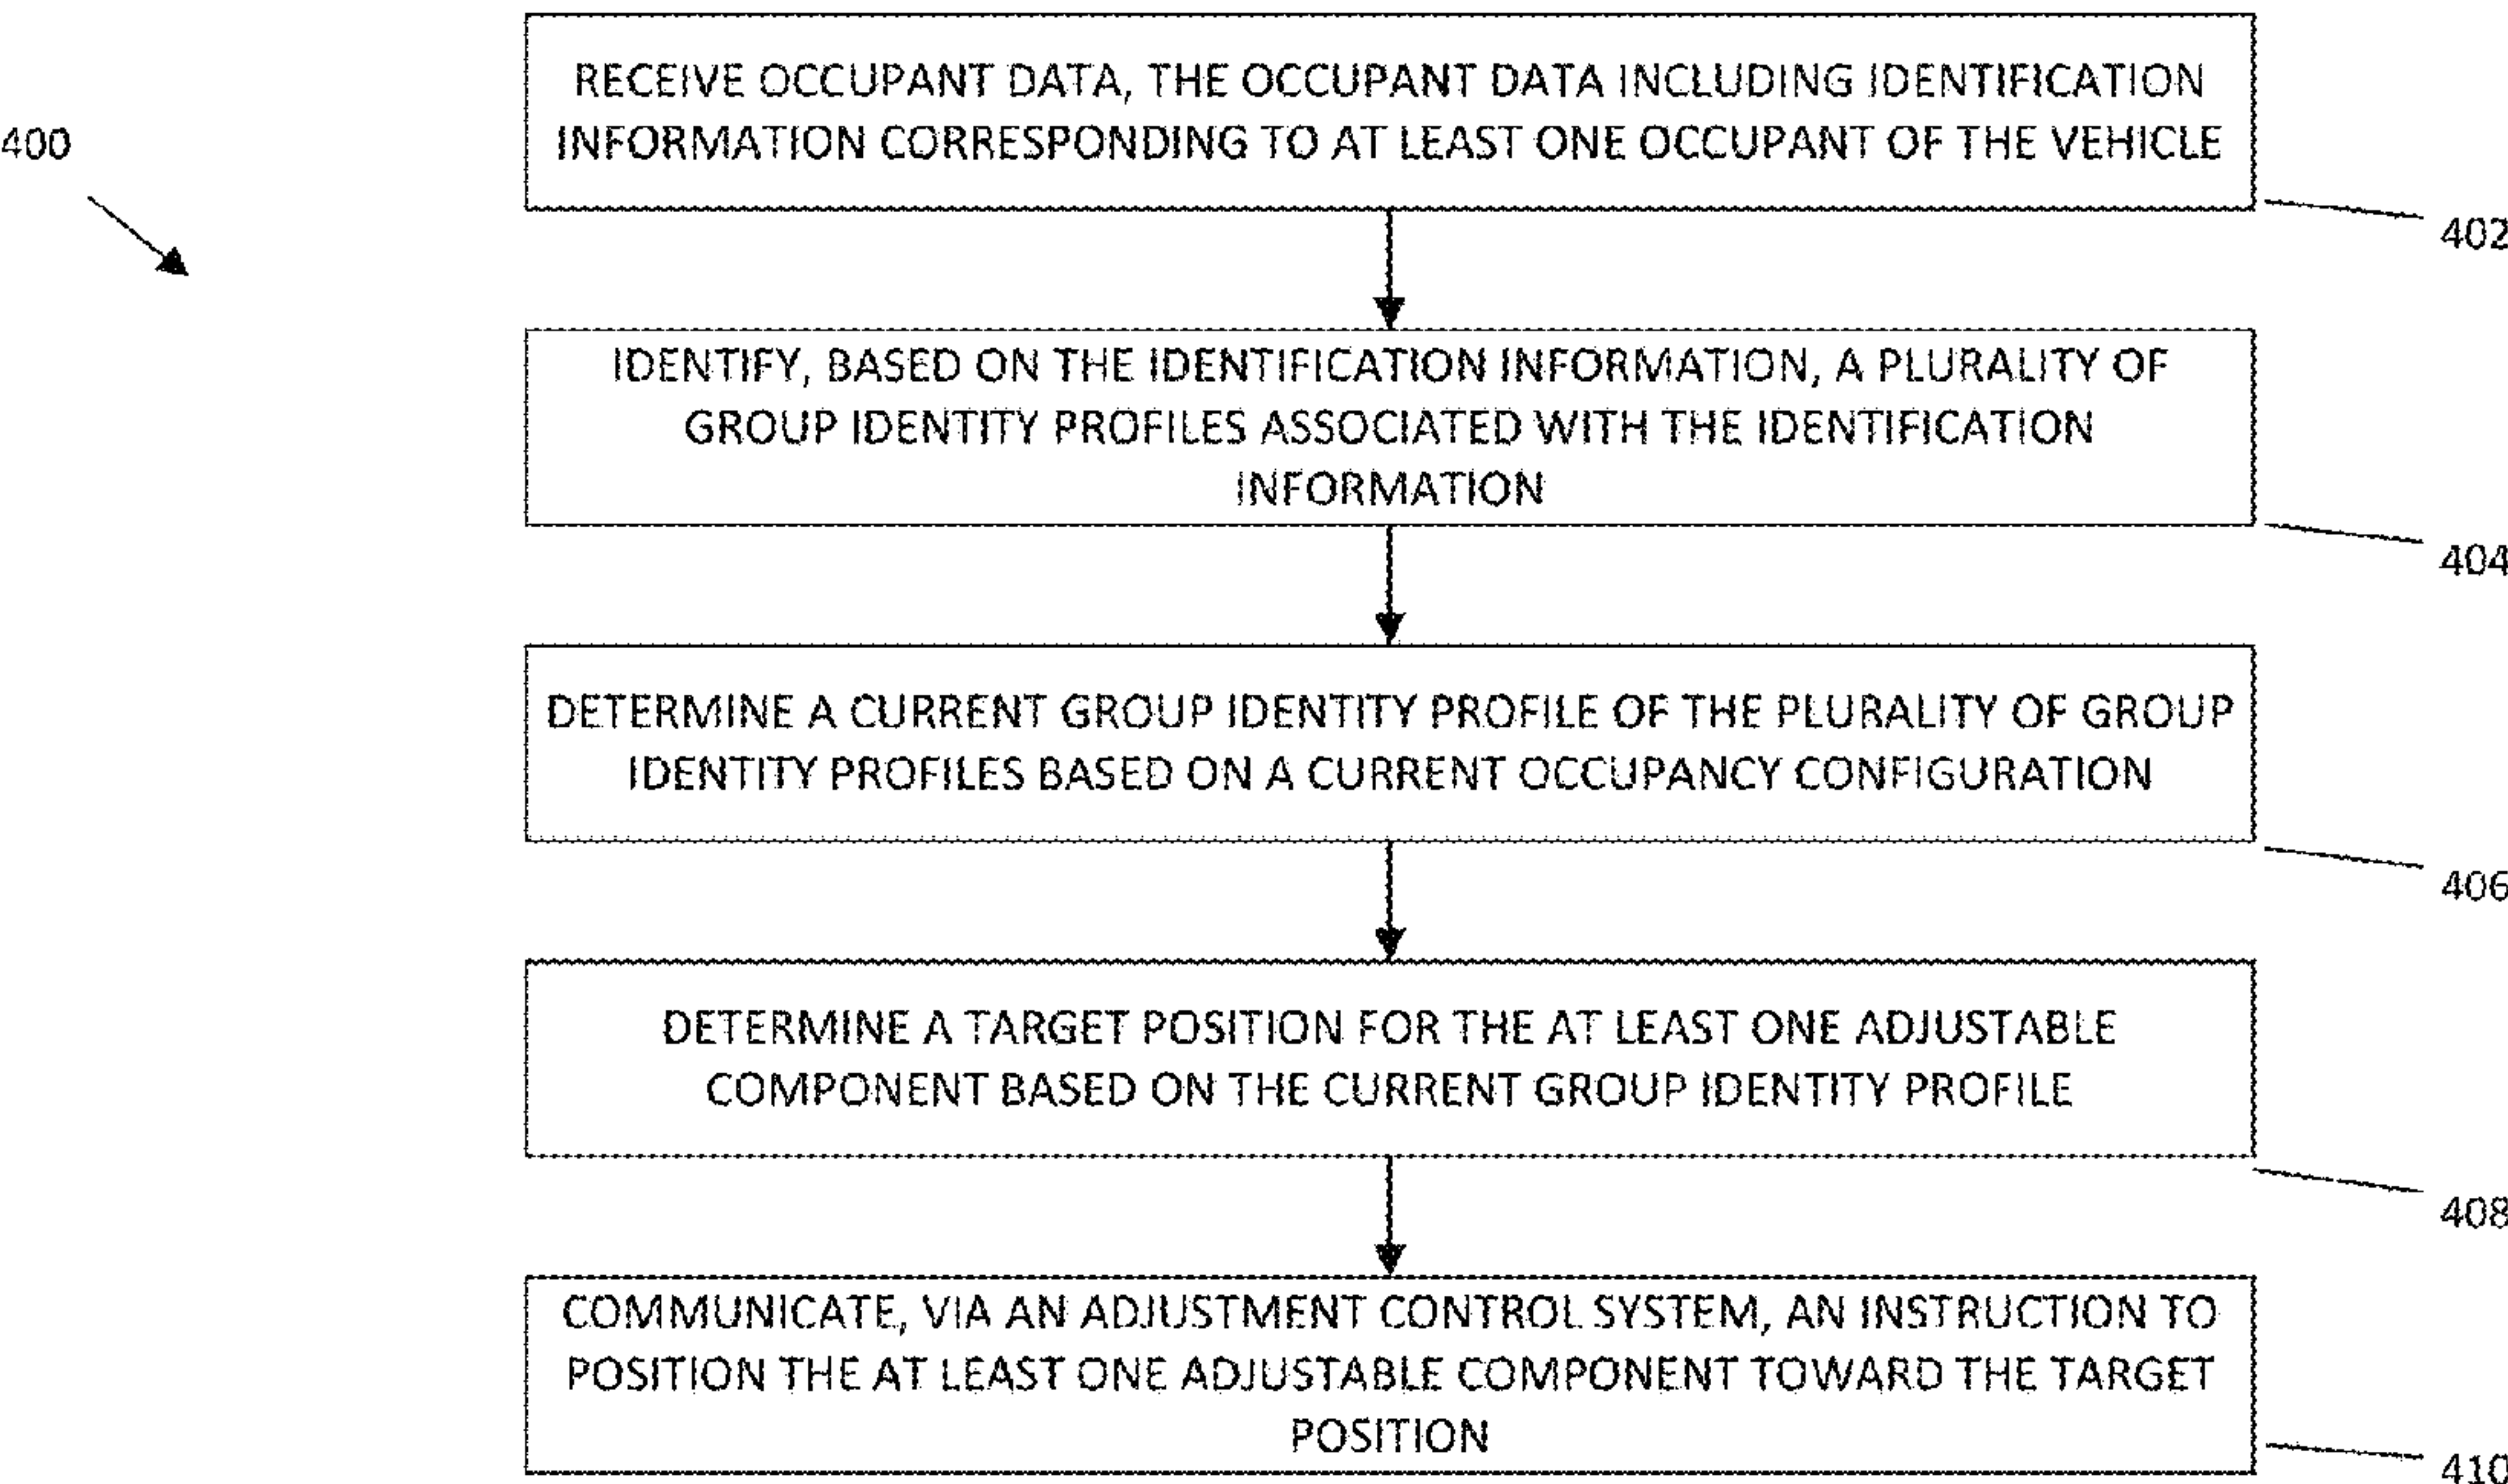 400
RECEIVE OCCUPANT DATA, THE OCCUPANT DATA INCLUDING IDENTIFICATION
INFORMATION CORRESPONDING TO AT LEAST ONE OCCUPANT OF THE VEHICLE
402
IDENTIFY, BASED ON THE IDENTIFICATION INFORMATION, A PLURALITY OF
GROUP IDENTITY PROFILES ASSOCIATED WITH THE IDENTIFICATION
INFORMATION
404
DETERMINE A CURRENT GROUP IDENTITY PROFILE OF THE PLURALITY OF GROUP
IDENTITY PROFILES BASED ON A CURRENT OCCUPANCY CONFIGURATION
406
DETERMINE A TARGET POSITION FOR THE AT LEAST ONE ADJUSTABLE
COMPONENT BASED ON THE CURRENT GROUP IDENTITY PROFILE
408
COMMUNICATE, VIA AN ADJUSTMENT CONTROL SYSTEM, AN INSTRUCTION TO
POSITION THE AT LEAST ONE ADJUSTABLE COMPONENT TOWARD THE TARGET
POSITION
410